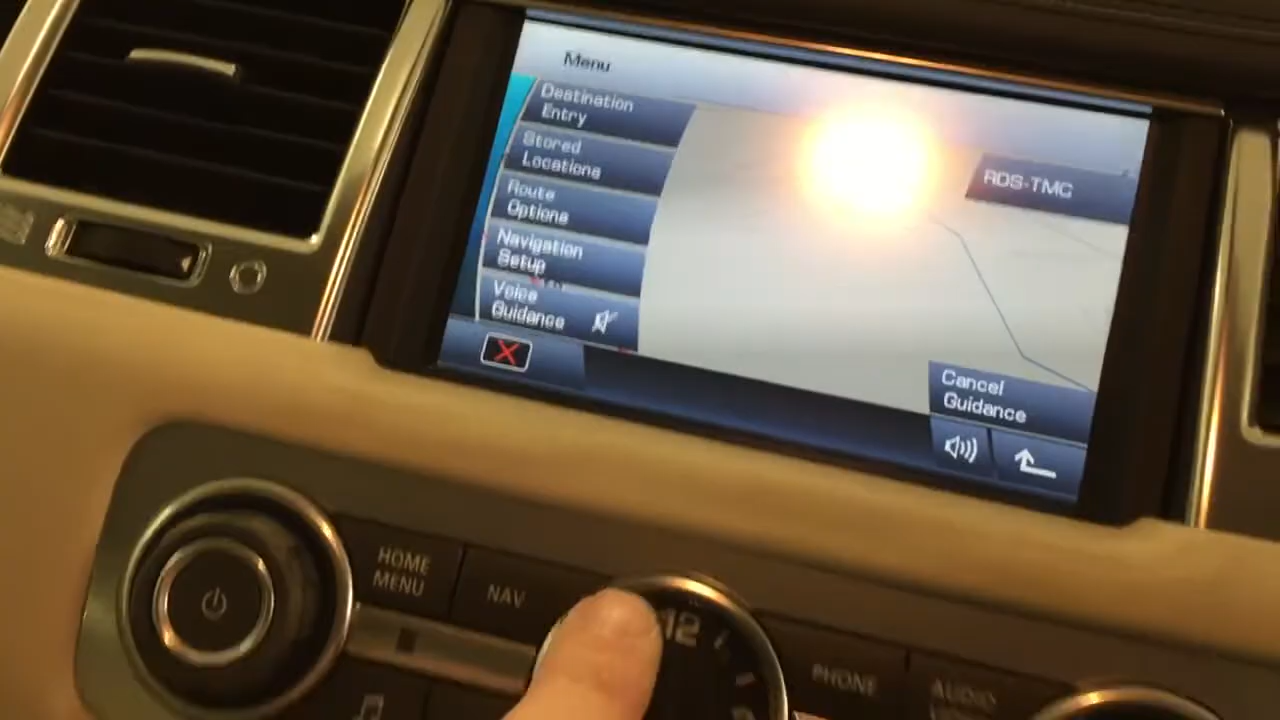 Menu
Destination
Entry
Stored
Locations
RDS-TMC
Route
Options
Navigation
Setup
Voice
Guidance
Cancel
Guidance
HOME
MENU
NAV
12
PHONE
AUDIO